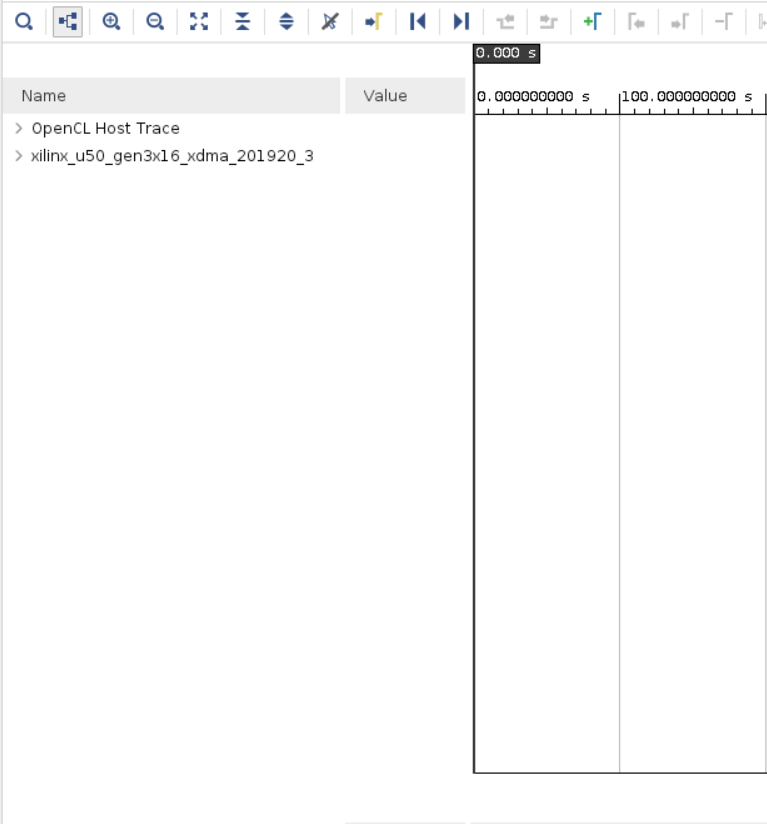 0.000 s
Name Value 0.000000000 s 100.000000000 s
OpenCL Host Trace
xilinx_u50_gen3x16_xdma_201920_3